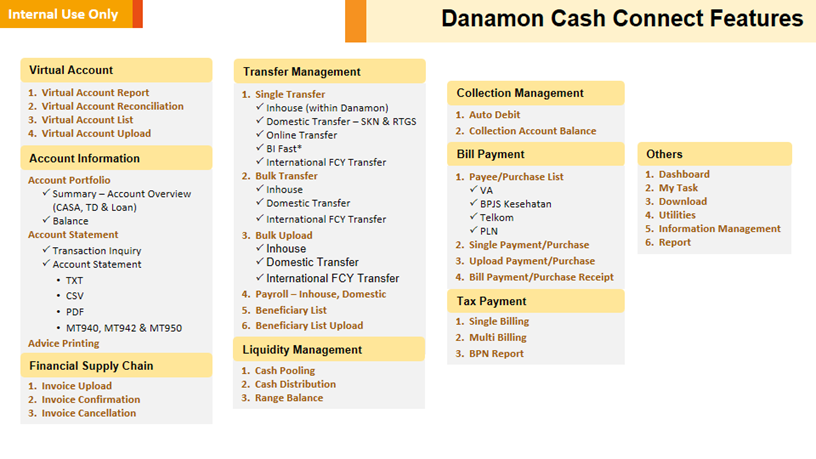 Internal Use Only
Danamon Cash Connect Features
Virtual Account
1. Virtual Account Report
2. Virtual Account Reconciliation
3. Virtual Account List
4. Virtual Account Upload
Account Information
Account Portfolio
✓ Summary – Account Overview
(CASA, TD & Loan)
✓ Balance
Account Statement
✓ Transaction Inquiry
✓ Account Statement
• TXT
• CSV
• PDF
• MT940, MT942 & MT950
Advice Printing
Financial Supply Chain
1. Invoice Upload
2. Invoice Confirmation
3. Invoice Cancellation
Transfer Management
1. Single Transfer
✓ Inhouse (within Danamon)
✓ Domestic Transfer – SKN & RTGS
✓ Online Transfer
✓ BI Fast*
✓ International FCY Transfer
2. Bulk Transfer
✓ Inhouse
✓ Domestic Transfer
✓ International FCY Transfer
3. Bulk Upload
✓ Inhouse
✓ Domestic Transfer
✓ International FCY Transfer
4. Payroll – Inhouse, Domestic
5. Beneficiary List
6. Beneficiary List Upload
Liquidity Management
1. Cash Pooling
2. Cash Distribution
3. Range Balance
Collection Management
1. Auto Debit
2. Collection Account Balance
Bill Payment
1. Payee/Purchase List
✓ VA
✓ BPJS Kesehatan
✓ Telkom
✓ PLN
2. Single Payment/Purchase
3. Upload Payment/Purchase
4. Bill Payment/Purchase Receipt
Tax Payment
1. Single Billing
2. Multi Billing
3. BPN Report
Others
1. Dashboard
2. My Task
3. Download
4. Utilities
5. Information Management
6. Report